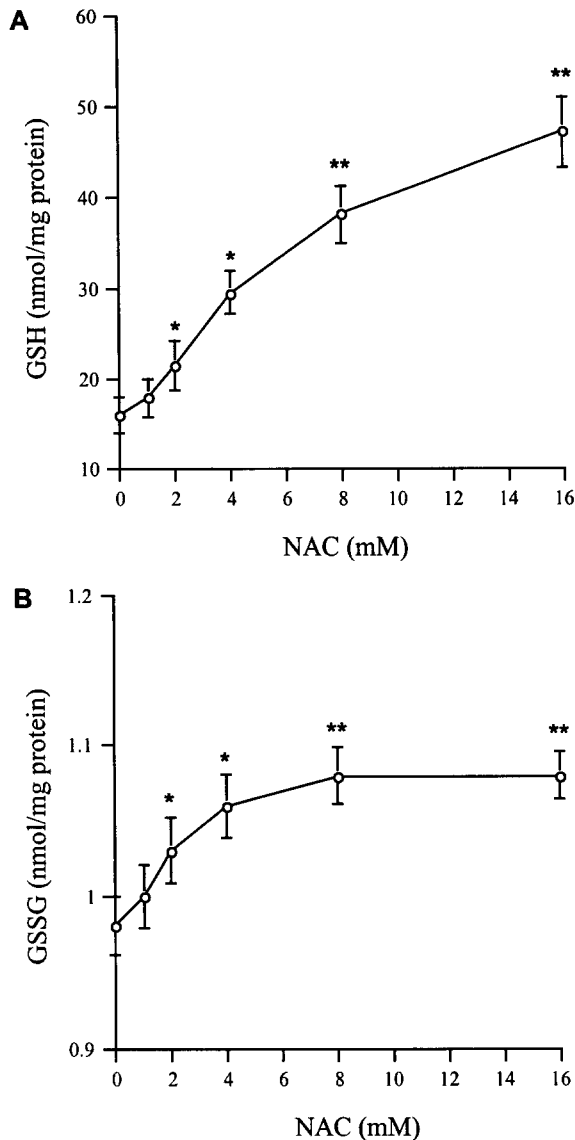 A
60
50
40
30
20
10
GSH (nmol/mg protein)
*
*
**
**
0 2 4 6 8 10 12 14 16
NAC (mM)
B
1.2
1.1
1
0.9
GSSG (nmol/mg protein)
*
*
**
**
0 2 4 6 8 10 12 14 16
NAC (mM)